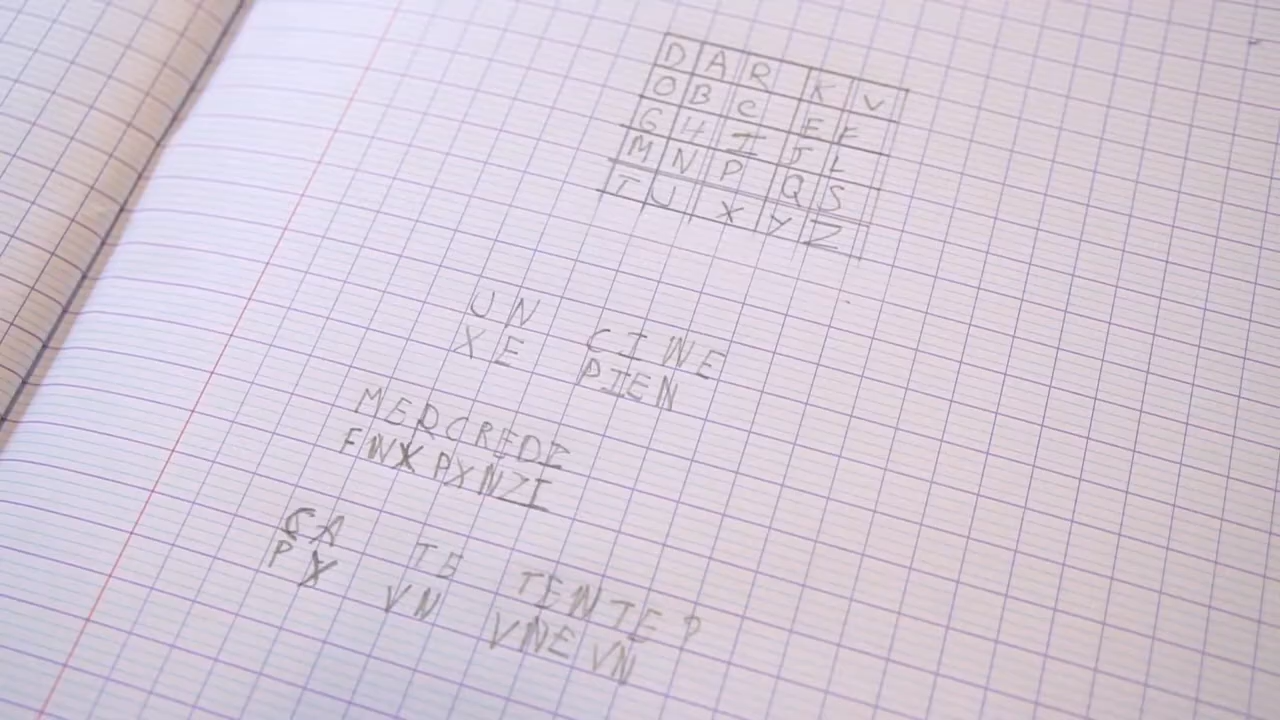 D A R K V
O B C E F
G H I J L
M N P Q S
T U X Y Z
UN CINE
XE PIEN
MERCREDI
FNXPXNZI
ÇA TE TENTE ?
PY VN VNEVN